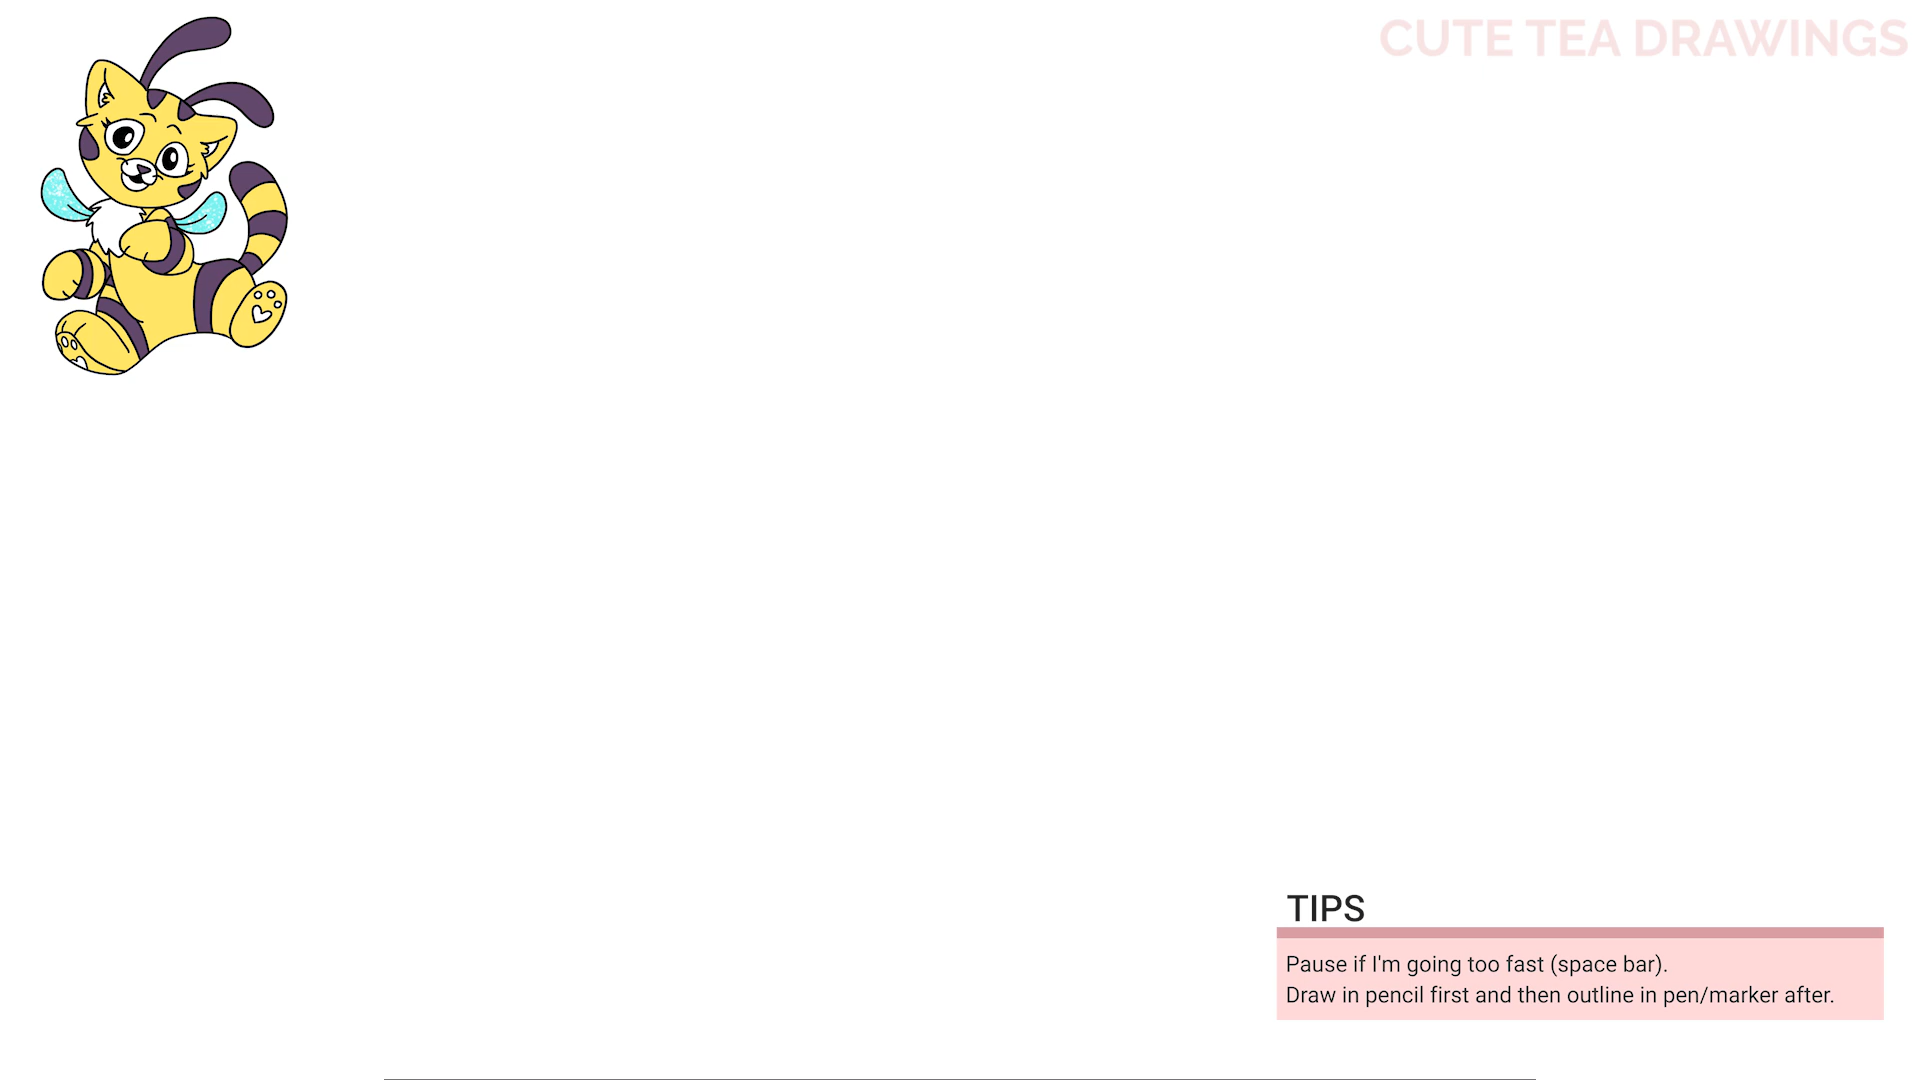 CUTE TEA DRAWINGS
TIPS
Pause if I'm going too fast (space bar).
Draw in pencil first and then outline in pen/marker after.